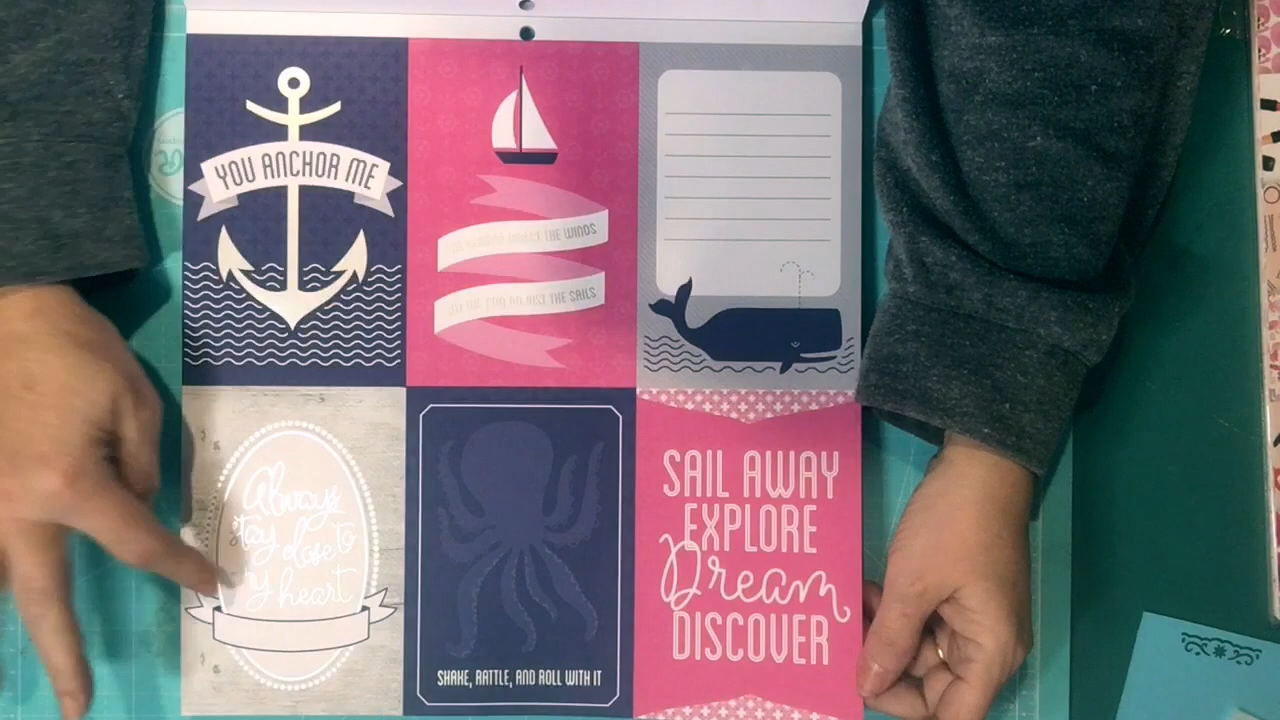 YOU ANCHOR ME
THE WINDS
THE SAILS
Always
stay close to
my heart
SHAKE, RATTLE, AND ROLL WITH IT
SAIL AWAY
EXPLORE
Dream
DISCOVER